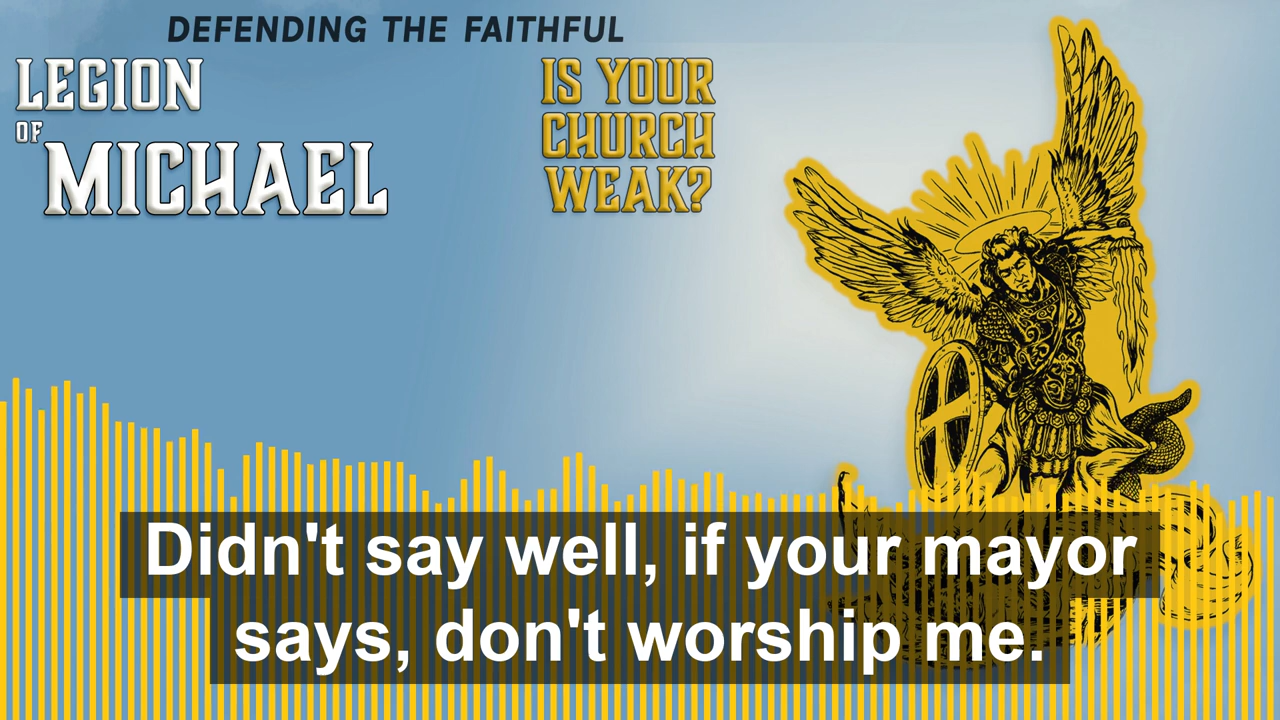 DEFENDING THE FAITHFUL
LEGION
OF
MICHAEL
IS YOUR
CHURCH
WEAK?
Didn't say well, if your mayor
says, don't worship me.